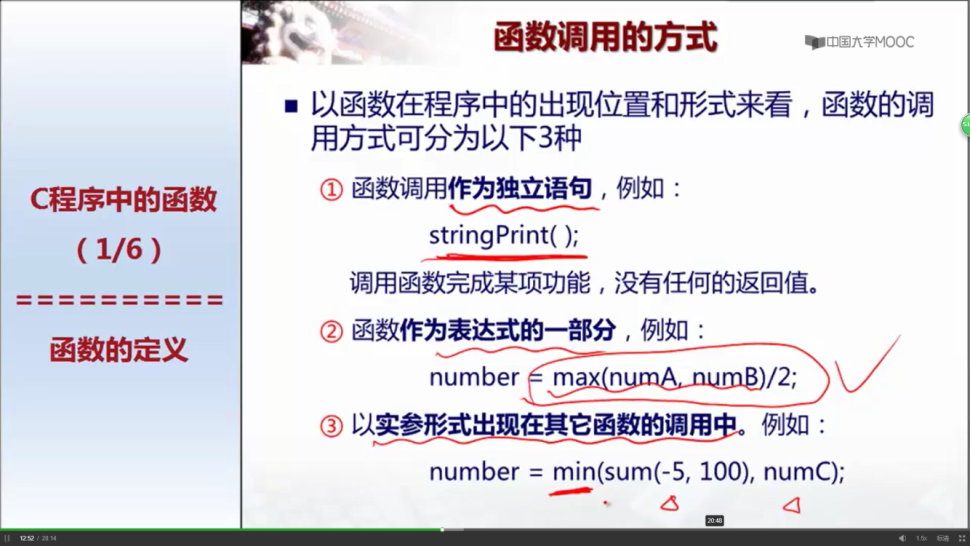 函数调用的方式
中国大学MOOC
C程序中的函数
（1/6）
==========
函数的定义
■ 以函数在程序中的出现位置和形式来看，函数的调
用方式可分为以下3种
① 函数调用作为独立语句，例如：
stringPrint( );
调用函数完成某项功能，没有任何的返回值。
② 函数作为表达式的一部分，例如：
number = max(numA, numB)/2;
③ 以实参形式出现在其它函数的调用中。例如：
number = min(sum(-5, 100), numC);
20:48
12:52 / 28:14
1.5x
标清